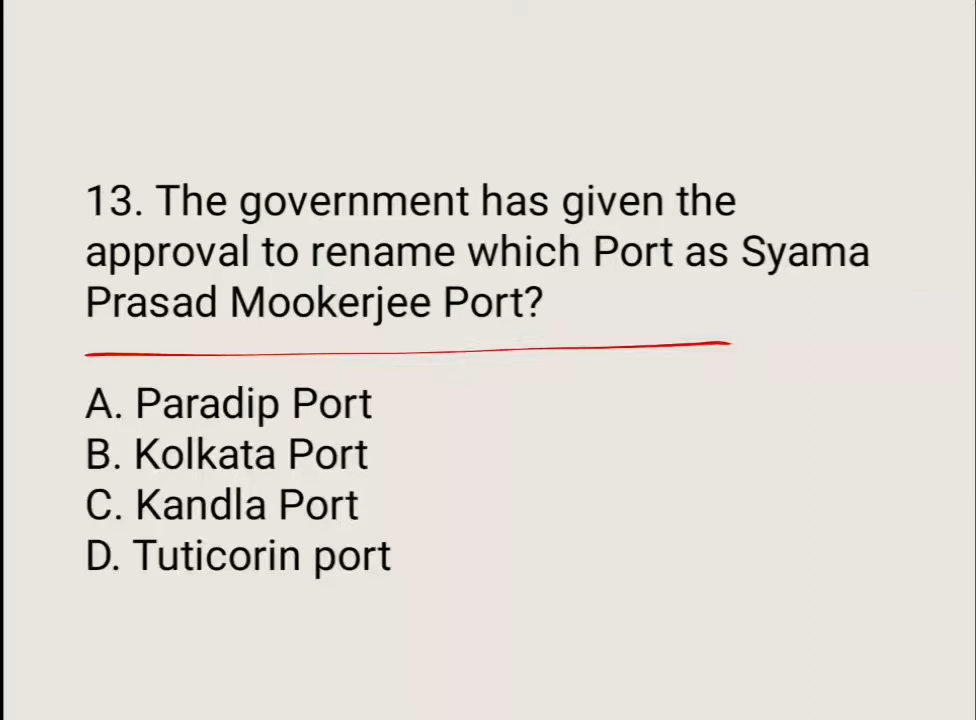 13. The government has given the
approval to rename which Port as Syama
Prasad Mookerjee Port?
A. Paradip Port
B. Kolkata Port
C. Kandla Port
D. Tuticorin port